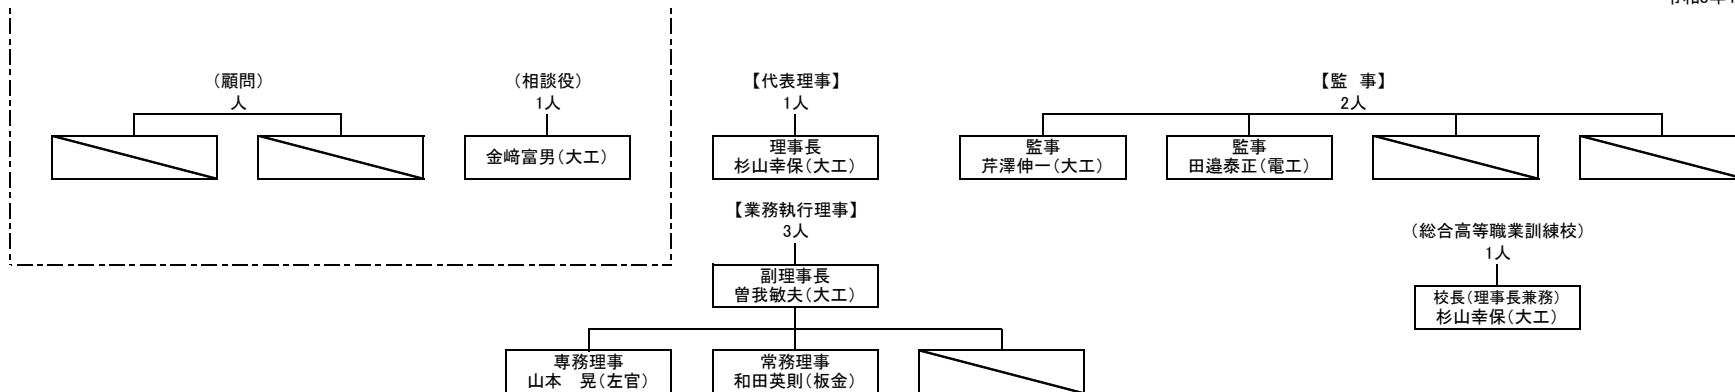 (顧問)
人
(相談役)
1人
金﨑富男(大工)
【代表理事】
1人
理事長
杉山幸保(大工)
【監　事】
2人
監事
芹澤伸一(大工)
監事
田邉泰正(電工)
【業務執行理事】
3人
副理事長
曽我敏夫(大工)
専務理事
山本　晃(左官)
常務理事
和田英則(板金)
(総合高等職業訓練校)
1人
校長(理事長兼務)
杉山幸保(大工)